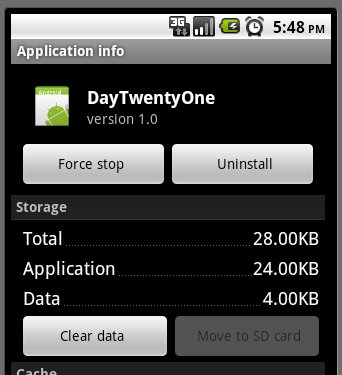 3G 5:48 PM
Application info
Android
DayTwentyOne
version 1.0
Force stop Uninstall
Storage
Total 28.00KB
Application 24.00KB
Data 4.00KB
Clear data Move to SD card
Cache